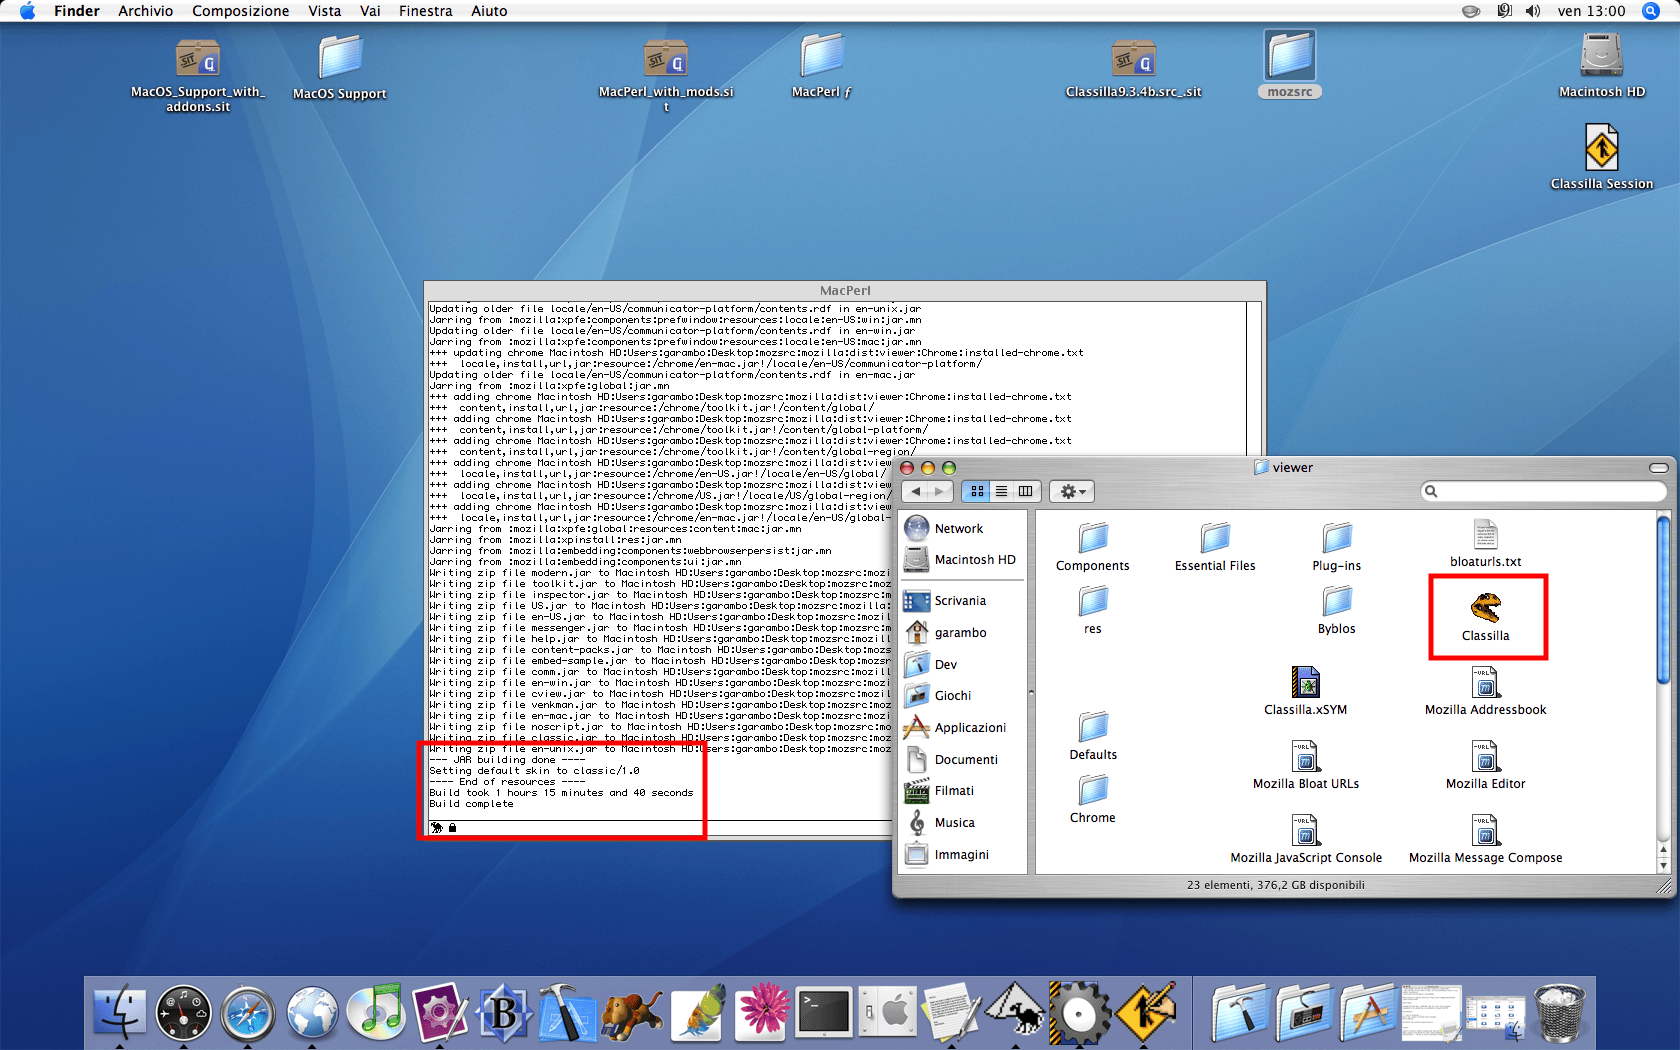 Finder Archivio Composizione Vista Vai Finestra Aiuto ven 13:00
MacOS_Support_with_
addons.sit
MacOS Support
MacPerl_with_mods.si
t
MacPerl ƒ
Classilla9.3.4b.src_.sit
mozsrc
Macintosh HD
Classilla Session
MacPerl
Updating older file locale/en-US/communicator-platform/contents.rdf in en-unix.jar
Jarring from :mozilla:xpfe:components:prefwindow:resources:locale:en-US:win:jar.mn
Updating older file locale/en-US/communicator-platform/contents.rdf in en-win.jar
Jarring from :mozilla:xpfe:components:prefwindow:resources:locale:en-US:mac:jar.mn
+++ updating chrome Macintosh HD:Users:garambo:Desktop:mozsrc:mozilla:dist:viewer:Chrome:installed-chrome.txt
+++  locale,install,url,jar:resource:/chrome/en-mac.jar!/locale/en-US/communicator-platform/
Updating older file locale/en-US/communicator-platform/contents.rdf in en-mac.jar
Jarring from :mozilla:xpfe:global:jar.mn
+++ adding chrome Macintosh HD:Users:garambo:Desktop:mozsrc:mozilla:dist:viewer:Chrome:installed-chrome.txt
+++  content,install,url,jar:resource:/chrome/toolkit.jar!/content/global/
+++ adding chrome Macintosh HD:Users:garambo:Desktop:mozsrc:mozilla:dist:viewer:Chrome:installed-chrome.txt
+++  content,install,url,jar:resource:/chrome/toolkit.jar!/content/global-platform/
+++ adding chrome Macintosh HD:Users:garambo:Desktop:mozsrc:mozilla:dist:viewer:Chrome:installed-chrome.txt
+++  content,install,url,jar:resource:/chrome/toolkit.jar!/content/global-region/
+++ adding chrome Macintosh HD:Users:garambo:Desktop:mozsrc:mozilla:dist:view
+++  locale,install,url,jar:resource:/chrome/en-US.jar!/locale/en-US/global/
+++ adding chrome Macintosh HD:Users:garambo:Desktop:mozsrc:mozilla:dist:view
+++  locale,install,url,jar:resource:/chrome/US.jar!/locale/US/global-region/
+++ adding chrome Macintosh HD:Users:garambo:Desktop:mozsrc:mozilla:dist:view
+++  locale,install,url,jar:resource:/chrome/en-mac.jar!/locale/en-US/global-
Jarring from :mozilla:xpfe:global:resources:content:mac:jar.mn
Jarring from :mozilla:xpinstall:res:jar.mn
Jarring from :mozilla:embedding:components:webbrowserpersist:jar.mn
Jarring from :mozilla:embedding:components:ui:jar.mn
Writing zip file modern.jar to Macintosh HD:Users:garambo:Desktop:mozsrc:mozi
Writing zip file toolkit.jar to Macintosh HD:Users:garambo:Desktop:mozsrc:moz
Writing zip file inspector.jar to Macintosh HD:Users:garambo:Desktop:mozsrc:m
Writing zip file US.jar to Macintosh HD:Users:garambo:Desktop:mozsrc:mozilla:
Writing zip file en-US.jar to Macintosh HD:Users:garambo:Desktop:mozsrc:mozil
Writing zip file messenger.jar to Macintosh HD:Users:garambo:Desktop:mozsrc:m
Writing zip file help.jar to Macintosh HD:Users:garambo:Desktop:mozsrc:mozill
Writing zip file content-packs.jar to Macintosh HD:Users:garambo:Desktop:mozs
Writing zip file embed-sample.jar to Macintosh HD:Users:garambo:Desktop:mozsr
Writing zip file comm.jar to Macintosh HD:Users:garambo:Desktop:mozsrc:mozill
Writing zip file en-win.jar to Macintosh HD:Users:garambo:Desktop:mozsrc:mozi
Writing zip file cview.jar to Macintosh HD:Users:garambo:Desktop:mozsrc:mozil
Writing zip file venkman.jar to Macintosh HD:Users:garambo:Desktop:mozsrc:moz
Writing zip file en-mac.jar to Macintosh HD:Users:garambo:Desktop:mozsrc:mozi
Writing zip file noscript.jar to Macintosh HD:Users:garambo:Desktop:mozsrc:mo
Writing zip file classic.jar to Macintosh HD:Users:garambo:Desktop:mozsrc:moz
Writing zip file en-unix.jar to Macintosh HD:Users:garambo:Desktop:mozsrc:moz
--- JAR building done ----
Setting default skin to classic/1.0
---- End of resources ----
Build took 1 hours 15 minutes and 40 seconds
Build complete
viewer
Network
Macintosh HD
Scrivania
garambo
Dev
Giochi
Applicazioni
Documenti
Filmati
Musica
Immagini
Components
Essential Files
Plug-ins
bloaturls.txt
res
Byblos
Classilla
Classilla.xSYM
Mozilla Addressbook
Defaults
Mozilla Bloat URLs
Mozilla Editor
Chrome
Mozilla JavaScript Console
Mozilla Message Compose
23 elementi, 376,2 GB disponibili